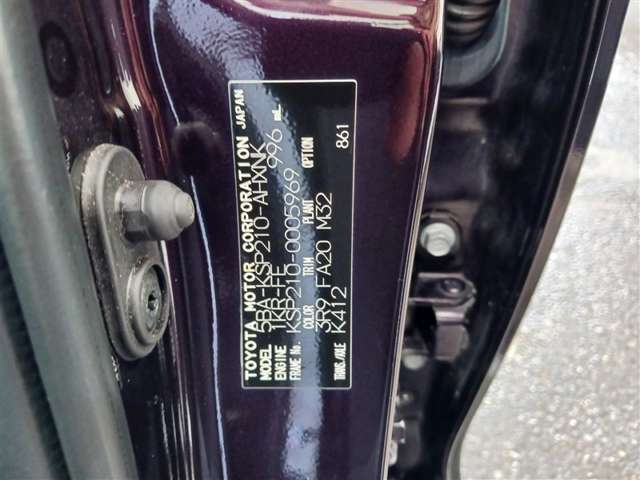 TOYOTA MOTOR CORPORATION JAPAN
MODEL 5BA-KSP210-AHXNK
ENGINE 1KR-FE 996 mL
FRAME No. KSP210-0005969
COLOR TRIM PLANT OPTION
3R9 FA20 M32 861
TRANS./AXLE K412